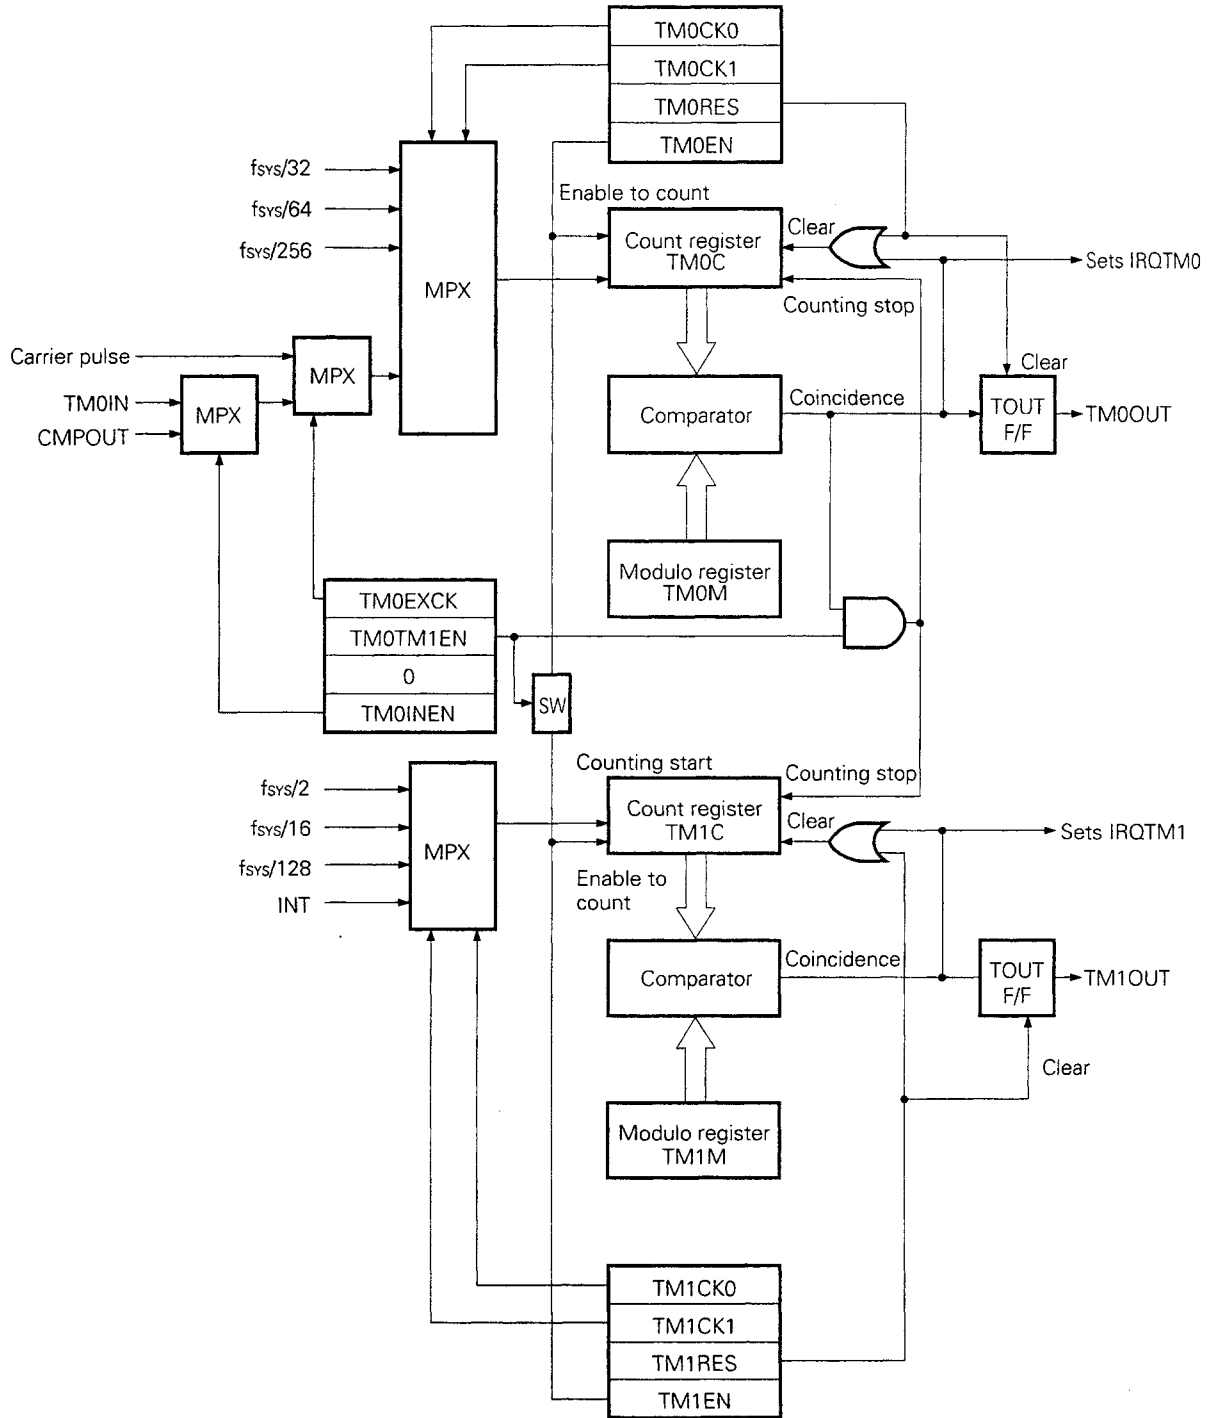 TM0CK0
TM0CK1
TM0RES
TM0EN
fSYS/32
fSYS/64
fSYS/256
MPX
Enable to count
Count register
TM0C
Clear
Sets IRQTM0
Counting stop
Carrier pulse
MPX
TM0IN
CMPOUT
MPX
Comparator
Coincidence
Clear
TOUT
F/F
TM0OUT
Modulo register
TM0M
TM0EXCK
TM0TM1EN
0
TM0INEN
SW
fSYS/2
fSYS/16
fSYS/128
INT
MPX
Counting start
Counting stop
Count register
TM1C
Clear
Sets IRQTM1
Enable to
count
Comparator
Coincidence
TOUT
F/F
TM1OUT
Clear
Modulo register
TM1M
TM1CK0
TM1CK1
TM1RES
TM1EN